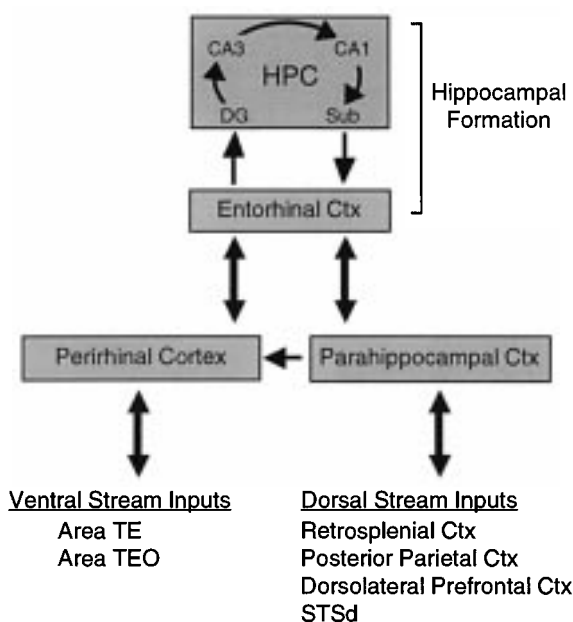 CA3 CA1
HPC
DG Sub
Hippocampal
Formation
Entorhinal Ctx
Perirhinal Cortex
Parahippocampal Ctx
Ventral Stream Inputs
Area TE
Area TEO
Dorsal Stream Inputs
Retrosplenial Ctx
Posterior Parietal Ctx
Dorsolateral Prefrontal Ctx
STSd